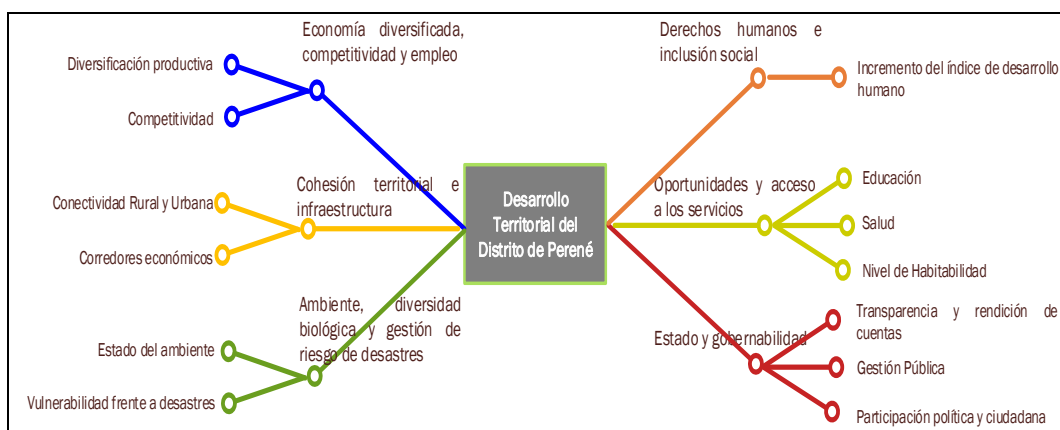 Economía diversificada,
competitividad y empleo
Diversificación productiva
Competitividad
Cohesión territorial e
infraestructura
Conectividad Rural y Urbana
Corredores económicos
Ambiente, diversidad
biológica y gestión de
riesgo de desastres
Estado del ambiente
Vulnerabilidad frente a desastres
Desarrollo
Territorial del
Distrito de Perené
Derechos humanos e
inclusión social
Incremento del índice de desarrollo
humano
Oportunidades y acceso
a los servicios
Educación
Salud
Nivel de Habitabilidad
Estado y gobernabilidad
Transparencia y rendición de
cuentas
Gestión Pública
Participación política y ciudadana